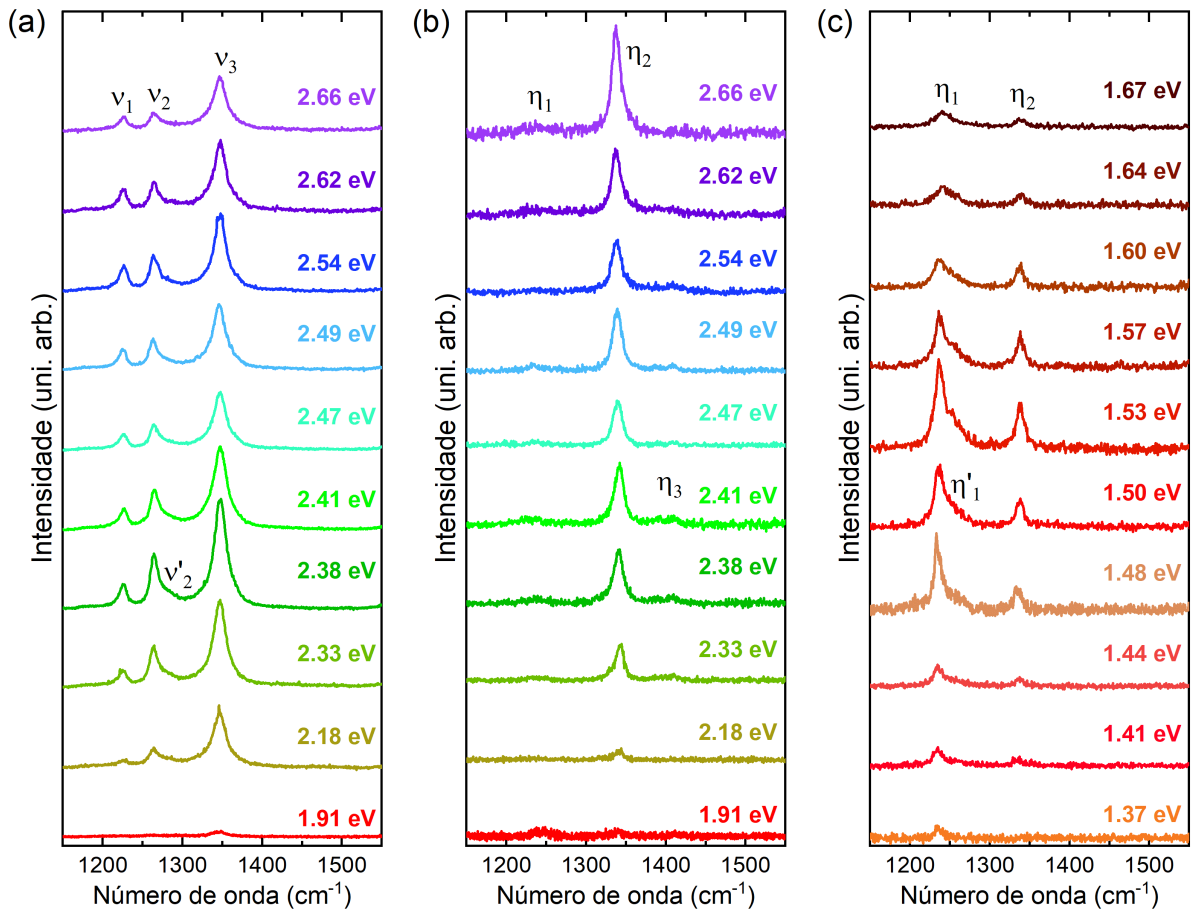 (a)
ν1
ν2
ν3
2.66 eV
2.62 eV
2.54 eV
2.49 eV
2.47 eV
2.41 eV
ν'2
2.38 eV
2.33 eV
2.18 eV
1.91 eV
Intensidade (uni. arb.)
1200 1300 1400 1500
Número de onda (cm-1)
(b)
η1
η2
2.66 eV
2.62 eV
2.54 eV
2.49 eV
2.47 eV
η3
2.41 eV
2.38 eV
2.33 eV
2.18 eV
1.91 eV
Intensidade (uni. arb.)
1200 1300 1400 1500
Número de onda (cm-1)
(c)
η1
η2
1.67 eV
1.64 eV
1.60 eV
1.57 eV
1.53 eV
η'1
1.50 eV
1.48 eV
1.44 eV
1.41 eV
1.37 eV
Intensidade (uni. arb.)
1200 1300 1400 1500
Número de onda (cm-1)